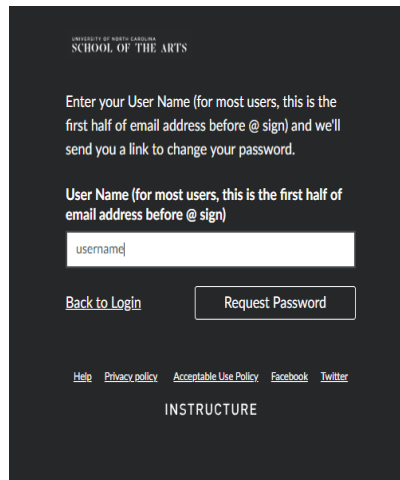 UNIVERSITY OF NORTH CAROLINA
SCHOOL OF THE ARTS
Enter your User Name (for most users, this is the
first half of email address before @ sign) and we'll
send you a link to change your password.
User Name (for most users, this is the first half of
email address before @ sign)
username
Back to Login
Request Password
Help Privacy policy Acceptable Use Policy Facebook Twitter
INSTRUCTURE